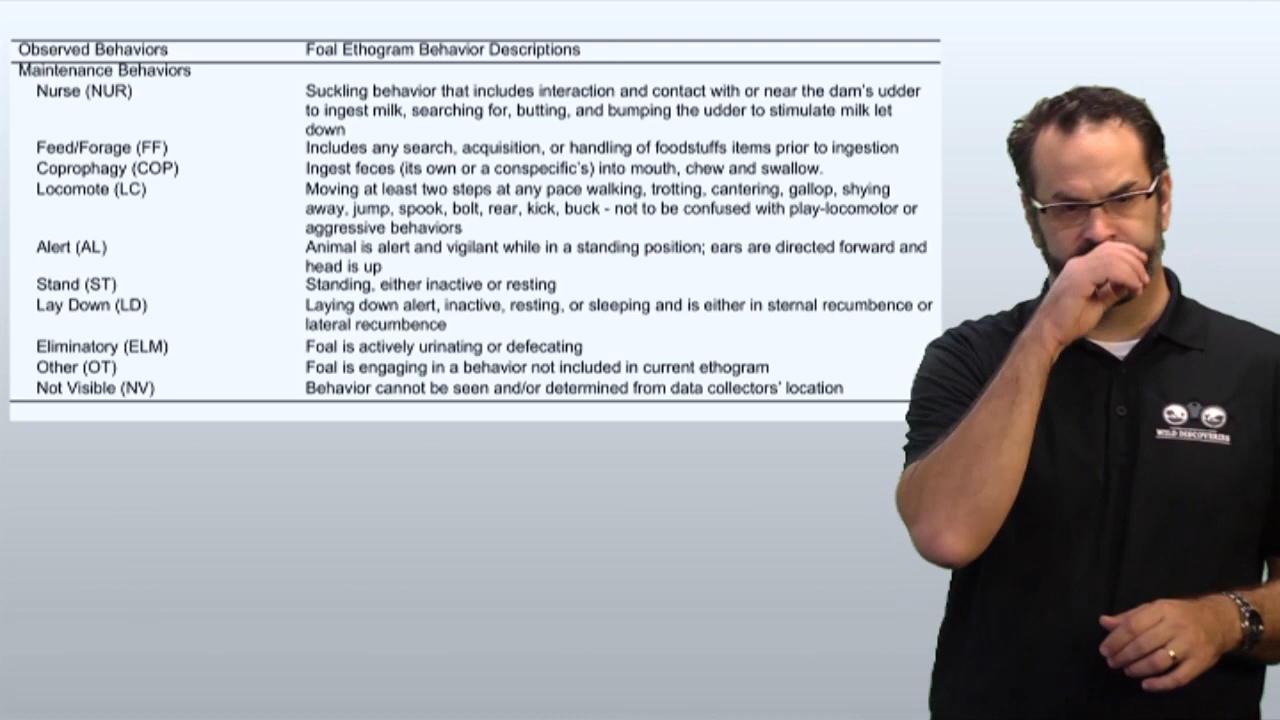 Observed Behaviors Foal Ethogram Behavior Descriptions
Maintenance Behaviors
Nurse (NUR) Suckling behavior that includes interaction and contact with or near the dam's udder
to ingest milk, searching for, butting, and bumping the udder to stimulate milk let
down
Feed/Forage (FF) Includes any search, acquisition, or handling of foodstuffs items prior to ingestion
Coprophagy (COP) Ingest feces (its own or a conspecific's) into mouth, chew and swallow.
Locomote (LC) Moving at least two steps at any pace walking, trotting, cantering, gallop, shying
away, jump, spook, bolt, rear, kick, buck - not to be confused with play-locomotor or
aggressive behaviors
Alert (AL) Animal is alert and vigilant while in a standing position; ears are directed forward and
head is up
Stand (ST) Standing, either inactive or resting
Lay Down (LD) Laying down alert, inactive, resting, or sleeping and is either in sternal recumbence or
lateral recumbence
Eliminatory (ELM) Foal is actively urinating or defecating
Other (OT) Foal is engaging in a behavior not included in current ethogram
Not Visible (NV) Behavior cannot be seen and/or determined from data collectors' location
WILD DISCOVERIES